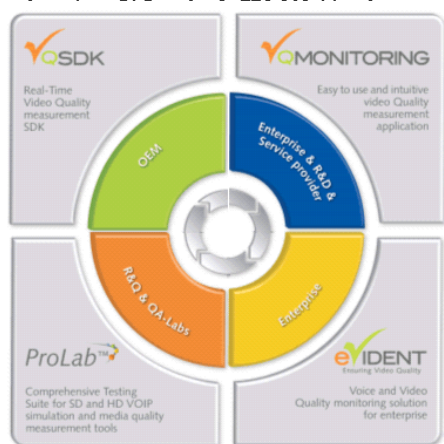 VQSDK
Real-Time
Video Quality
measurement
SDK
VQMONITORING
Easy to use and intuitive
video Quality
measurement
application
OEM
Enterprise & R&D &
Service provider
R&Q & QA-Labs
Enterprise
ProLab™
Comprehensive Testing
Suite for SD and HD VOIP
simulation and media quality
measurement tools
eVIDENT
Ensuring Video Quality
Voice and Video
Quality monitoring solution
for enterprise